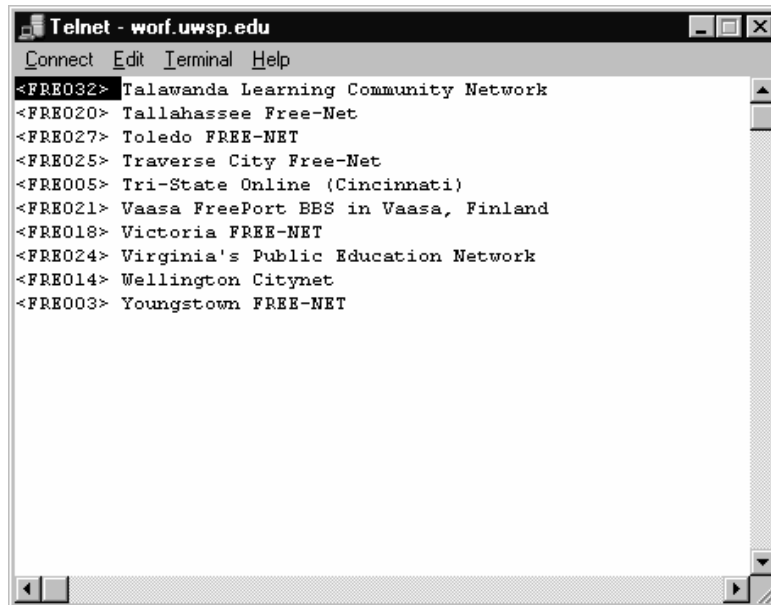 Telnet - worf.uwsp.edu
Connect Edit Terminal Help
<FRE032> Talawanda Learning Community Network
<FRE020> Tallahassee Free-Net
<FRE027> Toledo FREE-NET
<FRE025> Traverse City Free-Net
<FRE005> Tri-State Online (Cincinnati)
<FRE021> Vaasa FreePort BBS in Vaasa, Finland
<FRE018> Victoria FREE-NET
<FRE024> Virginia's Public Education Network
<FRE014> Wellington Citynet
<FRE003> Youngstown FREE-NET